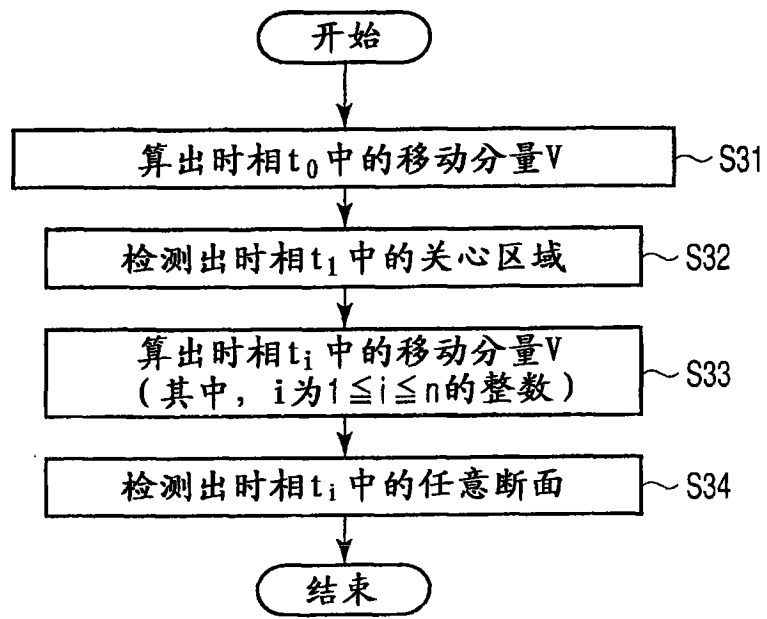 开始
算出时相t₀中的移动分量V
S31
检测出时相t₁中的关心区域
S32
算出时相tᵢ中的移动分量V
(其中，i为1≦i≦n的整数)
S33
检测出时相tᵢ中的任意断面
S34
结束